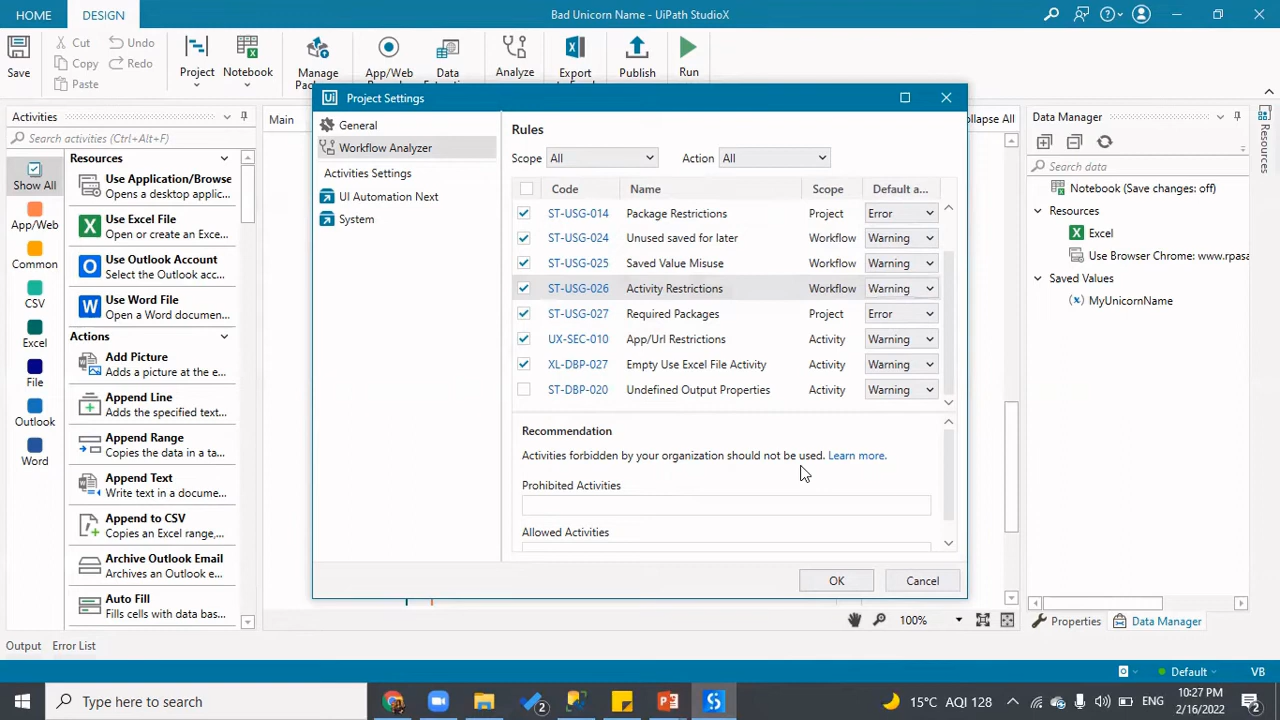 HOME
DESIGN
Bad Unicorn Name - UiPath StudioX
Save
Cut
Copy
Paste
Undo
Redo
Project
Notebook
Manage
App/Web
Data
Analyze
Export
Publish
Run
Activities
Search activities (Ctrl+Alt+F)
Show All
App/Web
Common
CSV
Excel
File
Outlook
Word
Resources
Use Application/Browse
Opens a desktop applic...
Use Excel File
Open or create an Exce...
Use Outlook Account
Select the Outlook acco...
Use Word File
Open a Word documen...
Actions
Add Picture
Adds a picture at the e...
Append Line
Adds the specified text...
Append Range
Copies the data in a ta...
Append Text
Write text in a docume...
Append to CSV
Copies an Excel range,...
Archive Outlook Email
Archives an Outlook e...
Auto Fill
Fills cells with data bas...
Main
Ui Project Settings
General
Workflow Analyzer
Activities Settings
UI Automation Next
System
Rules
Scope All Action All
Code Name Scope Default a...
ST-USG-014 Package Restrictions Project Error
ST-USG-024 Unused saved for later Workflow Warning
ST-USG-025 Saved Value Misuse Workflow Warning
ST-USG-026 Activity Restrictions Workflow Warning
ST-USG-027 Required Packages Project Error
UX-SEC-010 App/Url Restrictions Activity Warning
XL-DBP-027 Empty Use Excel File Activity Activity Warning
ST-DBP-020 Undefined Output Properties Activity Warning
Recommendation
Activities forbidden by your organization should not be used. Learn more.
Prohibited Activities
Allowed Activities
OK Cancel
ollapse All
Data Manager
Search data
Notebook (Save changes: off)
Resources
Excel
Use Browser Chrome: www.rpasa
Saved Values
(x) MyUnicornName
Resources
100%
Properties Data Manager
Output Error List
Default VB
Type here to search
2
15°C AQI 128
ENG
10:27 PM
2/16/2022
2